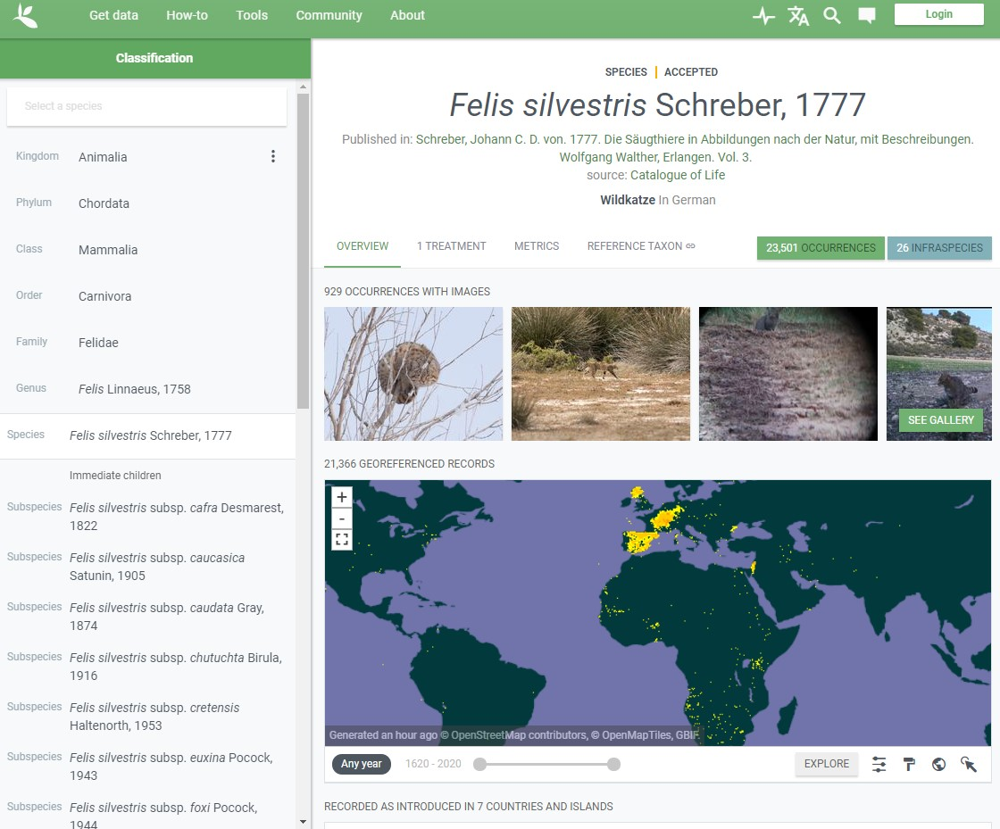 Get data How-to Tools Community About Login
Classification
Select a species
Kingdom Animalia
Phylum Chordata
Class Mammalia
Order Carnivora
Family Felidae
Genus Felis Linnaeus, 1758
Species Felis silvestris Schreber, 1777
Immediate children
Subspecies Felis silvestris subsp. cafra Desmarest,
1822
Subspecies Felis silvestris subsp. caucasica
Satunin, 1905
Subspecies Felis silvestris subsp. caudata Gray,
1874
Subspecies Felis silvestris subsp. chutuchta Birula,
1916
Subspecies Felis silvestris subsp. cretensis
Haltenorth, 1953
Subspecies Felis silvestris subsp. euxina Pocock,
1943
Subspecies Felis silvestris subsp. foxi Pocock,
1944
SPECIES | ACCEPTED
Felis silvestris Schreber, 1777
Published in: Schreber, Johann C. D. von. 1777. Die Säugthiere in Abbildungen nach der Natur, mit Beschreibungen.
Wolfgang Walther, Erlangen. Vol. 3.
source: Catalogue of Life
Wildkatze In German
OVERVIEW 1 TREATMENT METRICS REFERENCE TAXON 23,501 OCCURRENCES 26 INFRASPECIES
929 OCCURRENCES WITH IMAGES
SEE GALLERY
21,366 GEOREFERENCED RECORDS
+
-
Generated an hour ago © OpenStreetMap contributors, © OpenMapTiles, GBIF.
Any year 1620 - 2020 EXPLORE
RECORDED AS INTRODUCED IN 7 COUNTRIES AND ISLANDS